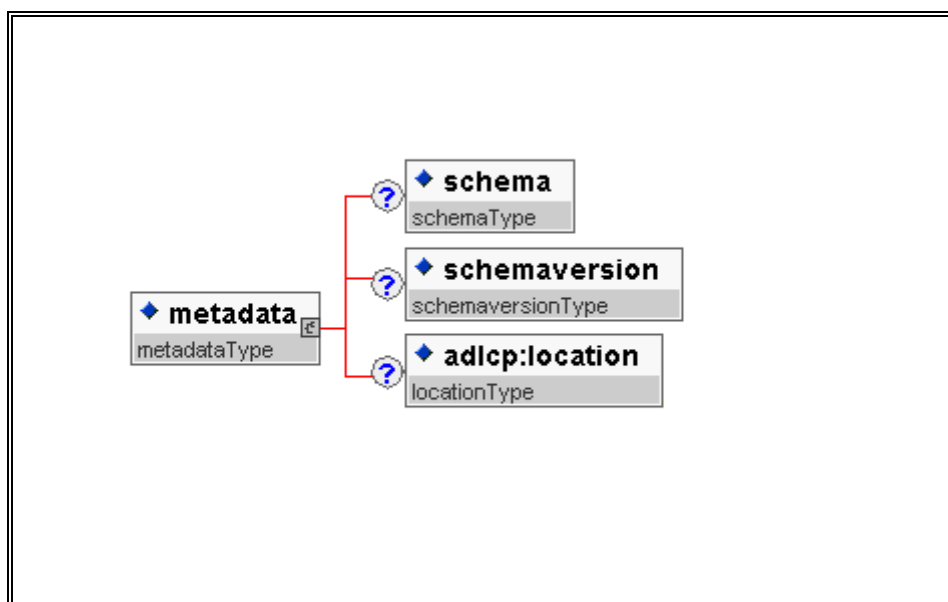 schema
schemaType
schemaversion
schemaversionType
metadata
metadataType
adlcp:location
locationType